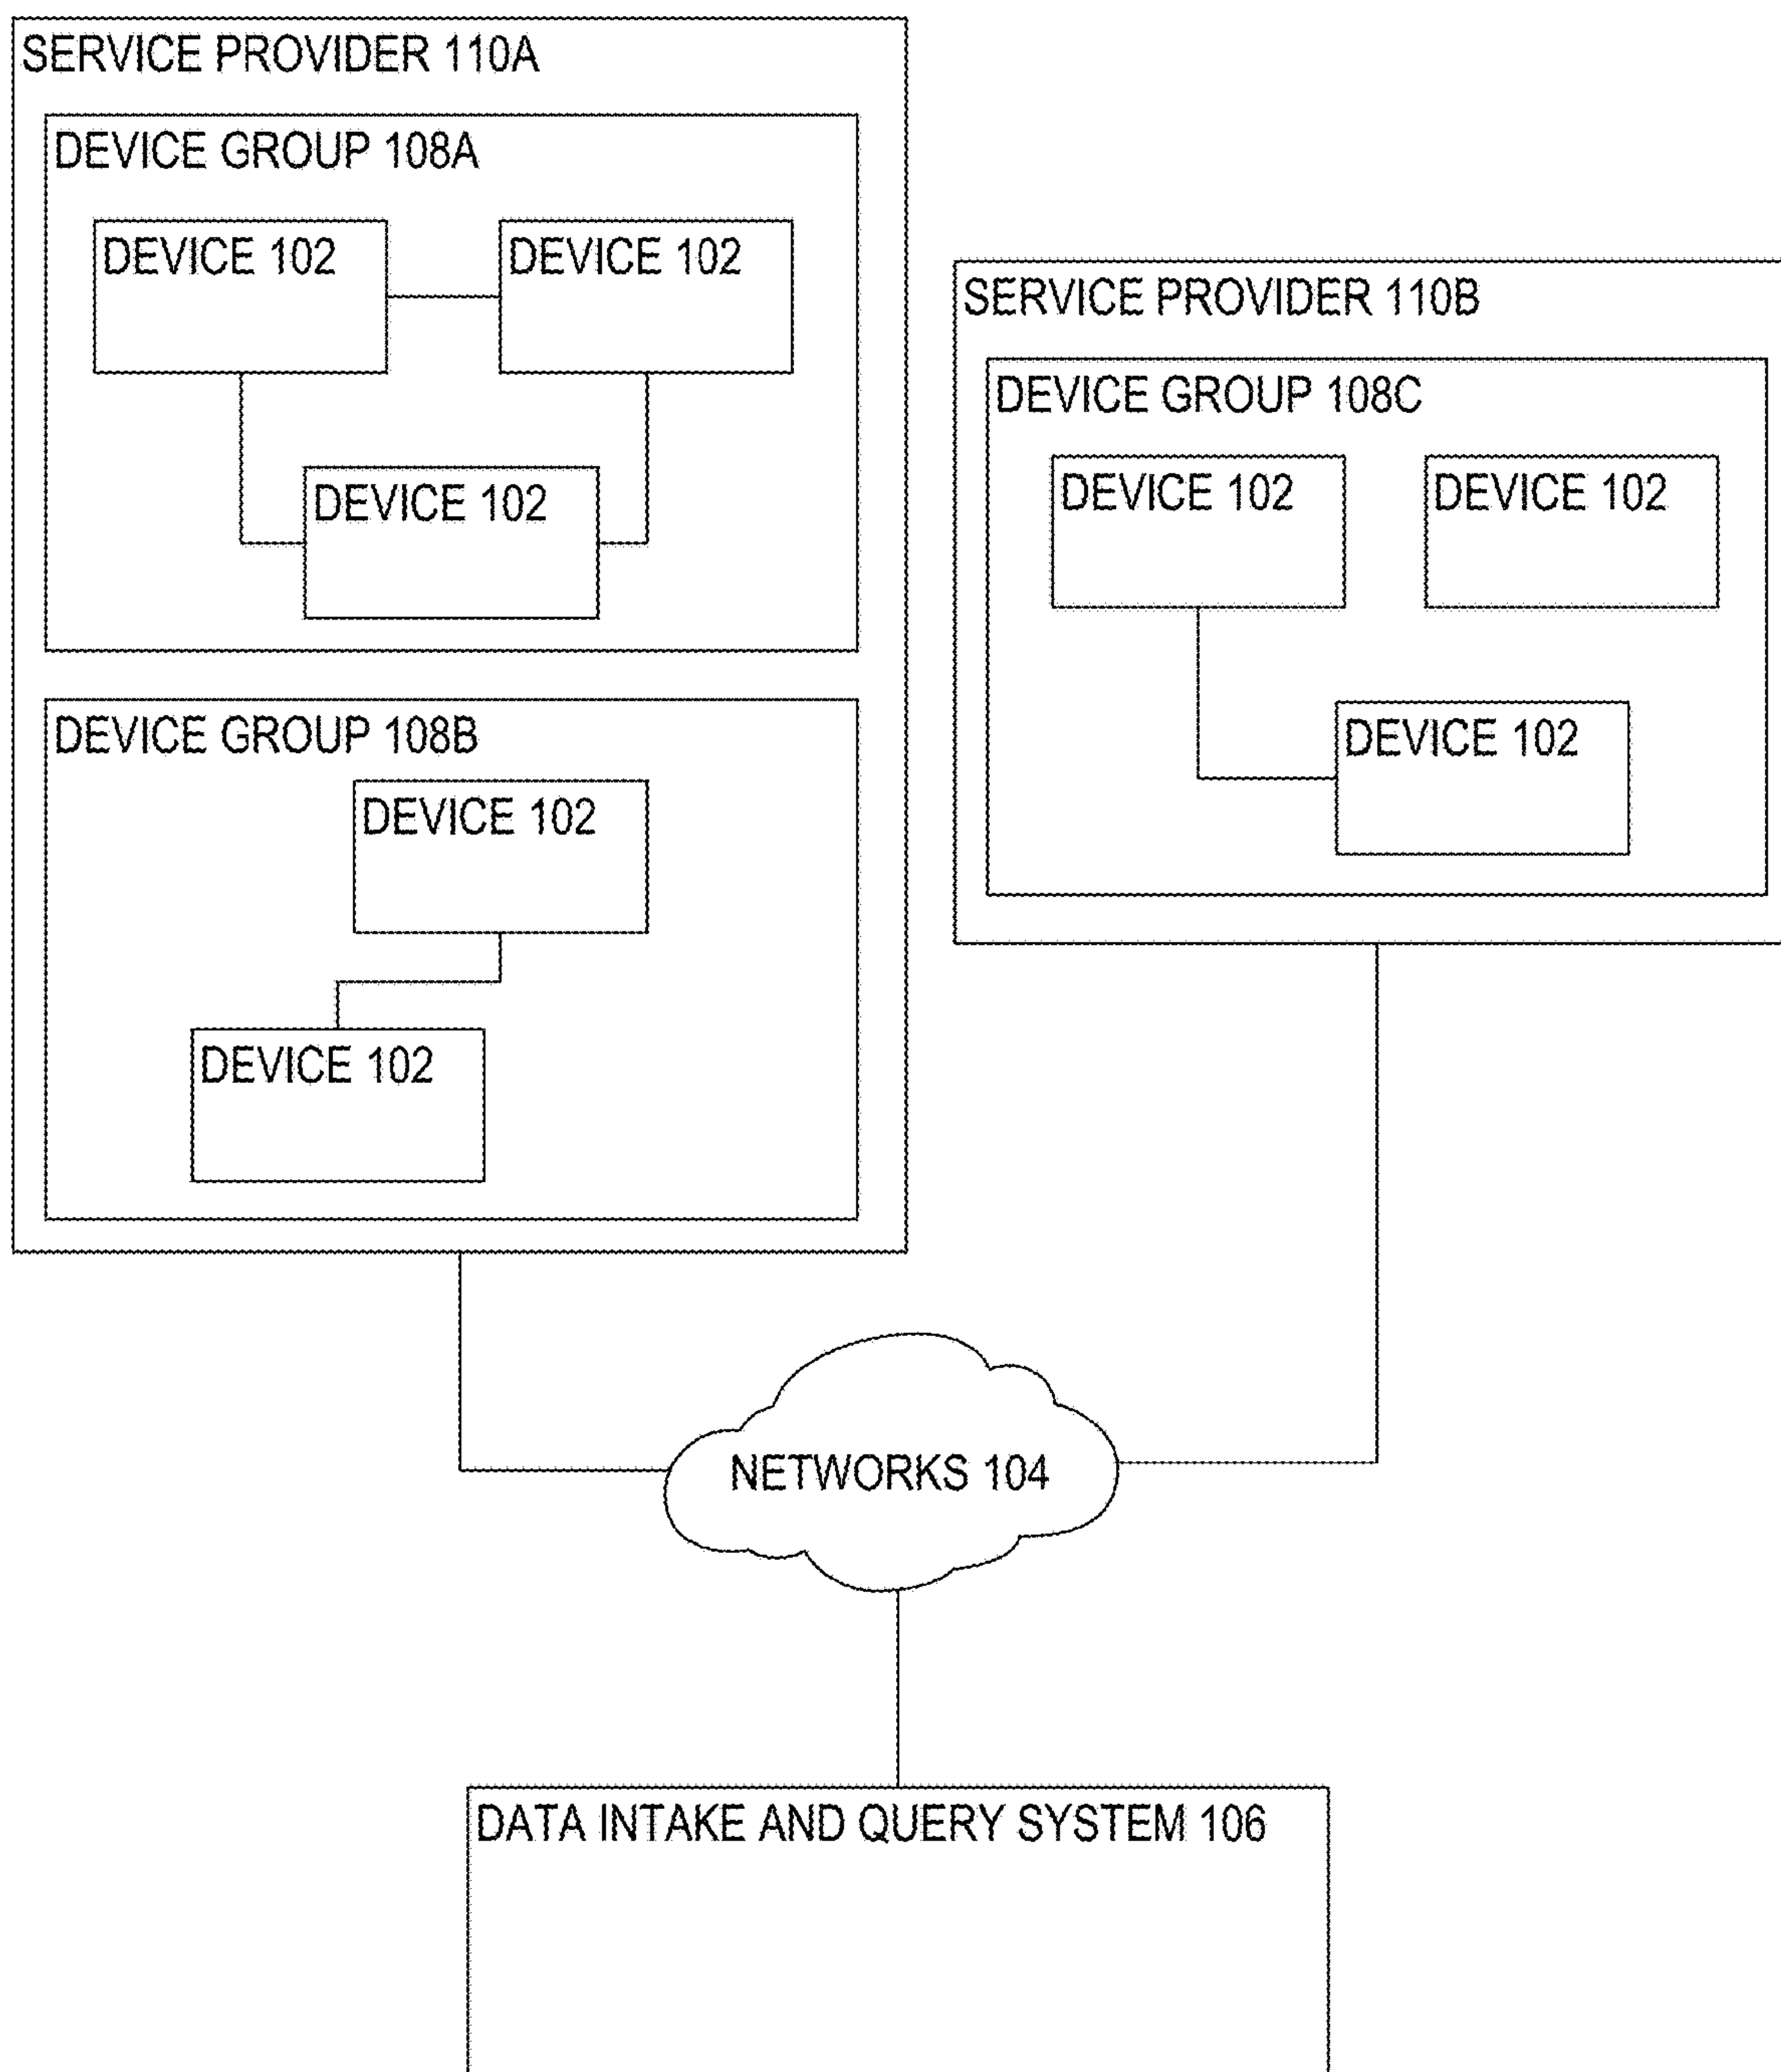 SERVICE PROVIDER 110A
DEVICE GROUP 108A
DEVICE 102
DEVICE 102
DEVICE 102
DEVICE GROUP 108B
DEVICE 102
DEVICE 102
SERVICE PROVIDER 110B
DEVICE GROUP 108C
DEVICE 102
DEVICE 102
DEVICE 102
NETWORKS 104
DATA INTAKE AND QUERY SYSTEM 106